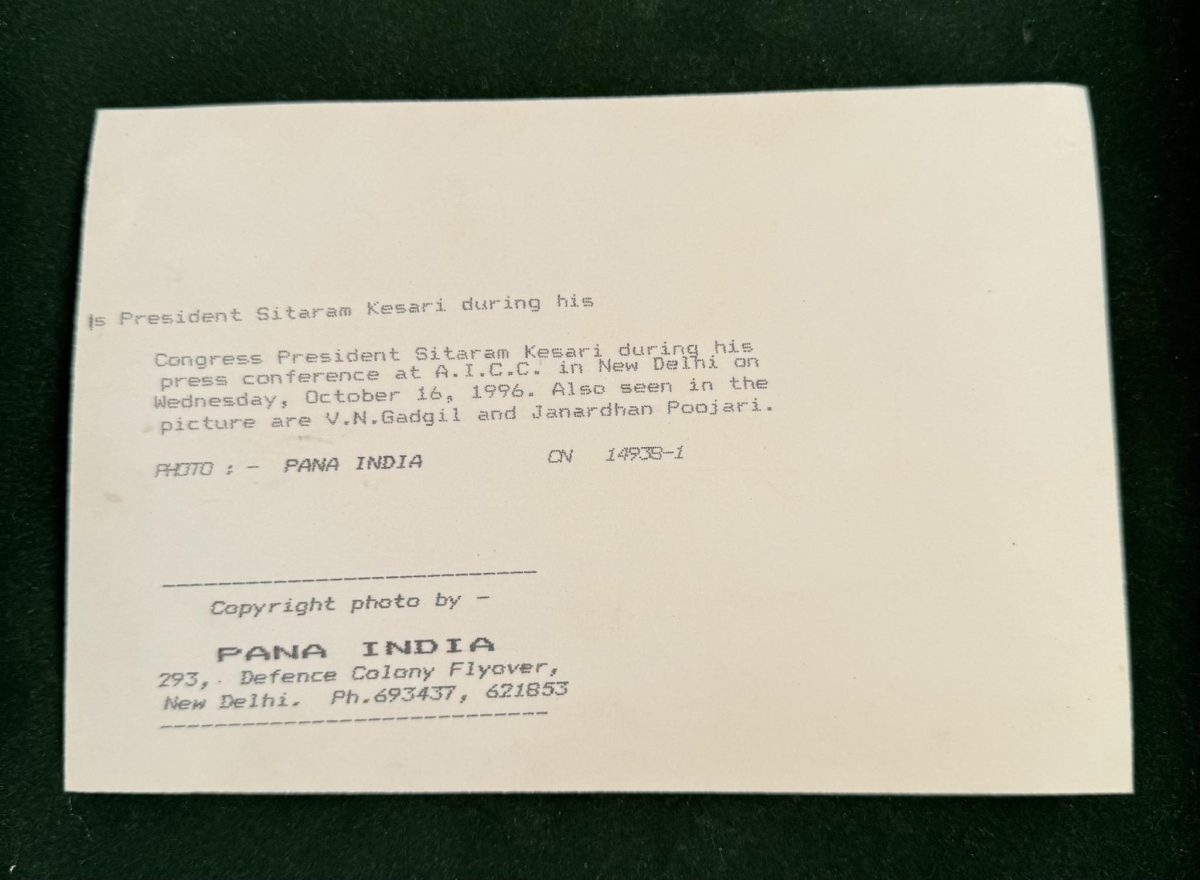 s President Sitaram Kesari during his
Congress President Sitaram Kesari during his
press conference at A.I.C.C. in New Delhi on
Wednesday, October 16, 1996. Also seen in the
picture are V.N.Gadgil and Janardhan Poojari.
PHOTO : - PANA INDIA CN 14938-1
Copyright photo by -
PANA INDIA
293, Defence Colony Flyover,
New Delhi. Ph.693437, 621853